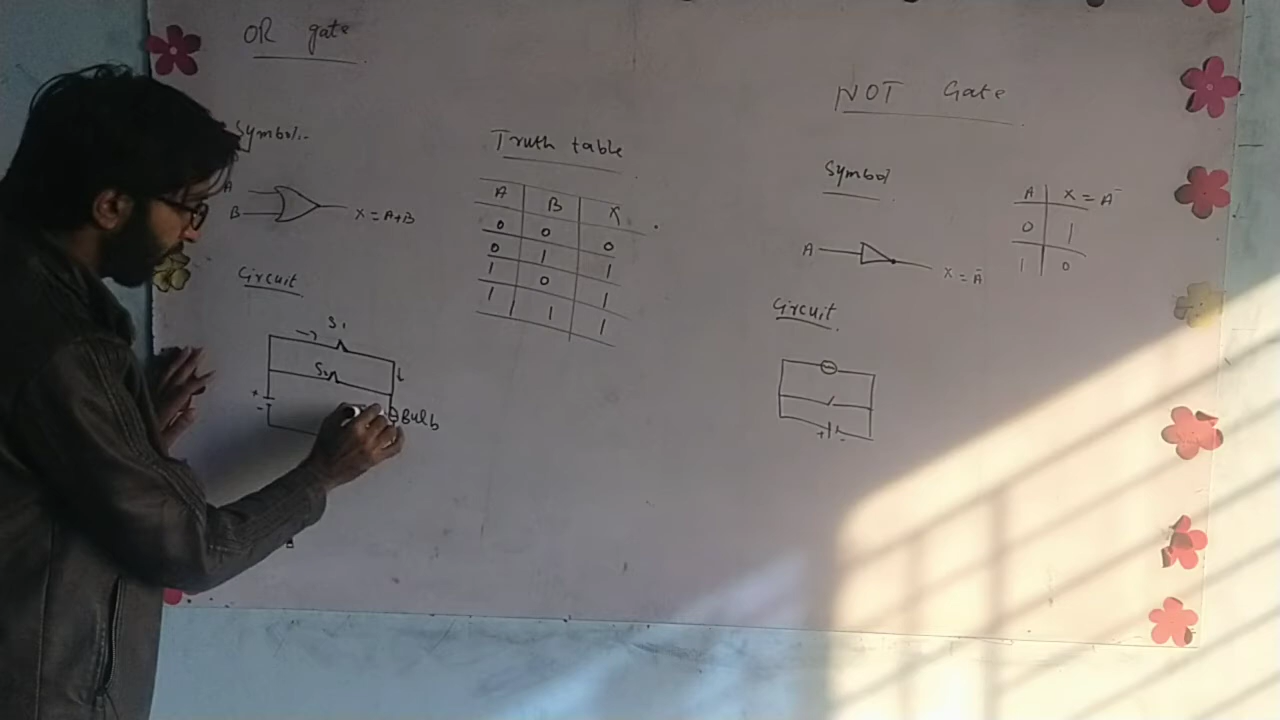 OR gate
Symbol:-
A
B
X = A+B
Circuit
S1
S2
+
-
Bulb
Truth table
A B X
0 0 0
0 1 1
1 0 1
1 1 1
NOT Gate
Symbol
A
X = Ā
A X = A¯
0 1
1 0
Circuit
+ -